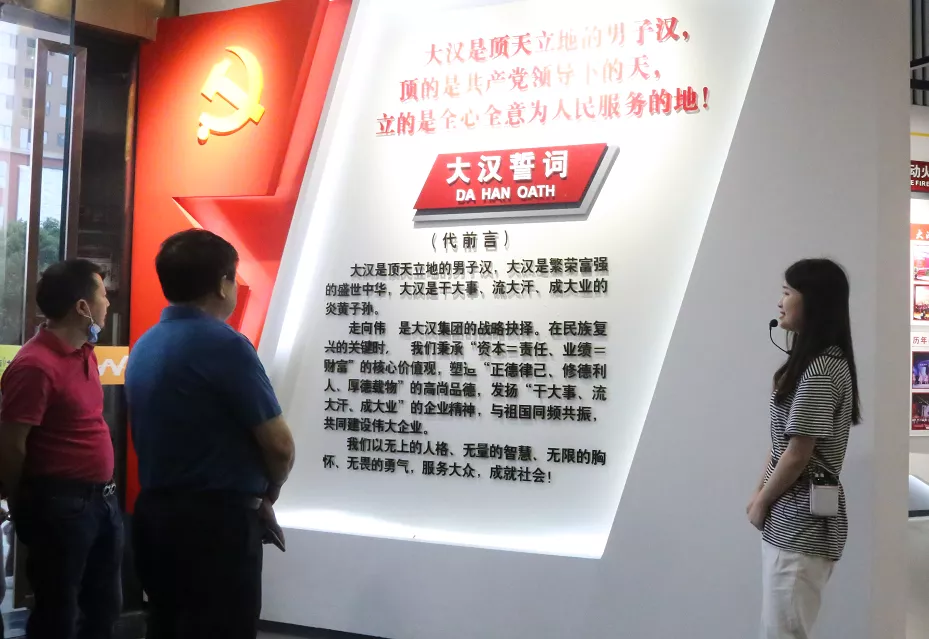 大汉是顶天立地的男子汉，
顶的是共产党领导下的天，
立的是全心全意为人民服务的地！
大汉誓词
DA HAN OATH
（代前言）
大汉是顶天立地的男子汉，大汉是繁荣富强
的盛世中华，大汉是干大事、流大汗、成大业的
炎黄子孙。
走向伟 是大汉集团的战略抉择。在民族复
兴的关键时， 我们秉承“资本＝责任、业绩＝
财富”的核心价值观，塑造“正德律己、修德利
人、厚德载物”的高尚品德，发扬“干大事、流
大汗、成大业”的企业精神，与祖国同频共振，
共同建设伟大企业。
我们以无上的人格、无量的智慧、无限的胸
怀、无畏的勇气，服务大众，成就社会！
动火
EFIRE
大
历年